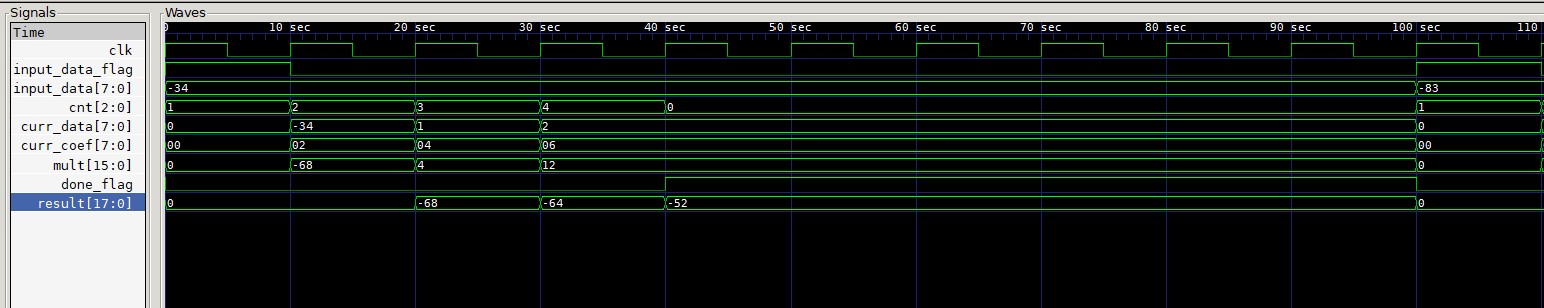 Signals
Waves
Time
0 10 sec 20 sec 30 sec 40 sec 50 sec 60 sec 70 sec 80 sec 90 sec 100 sec 110
clk
input_data_flag
input_data[7:0] -34 -83
cnt[2:0] 1 2 3 4 0 1
curr_data[7:0] 0 -34 1 2 0
curr_coef[7:0] 00 02 04 06 00
mult[15:0] 0 -68 4 12 0
done_flag
result[17:0] 0 -68 -64 -52 0